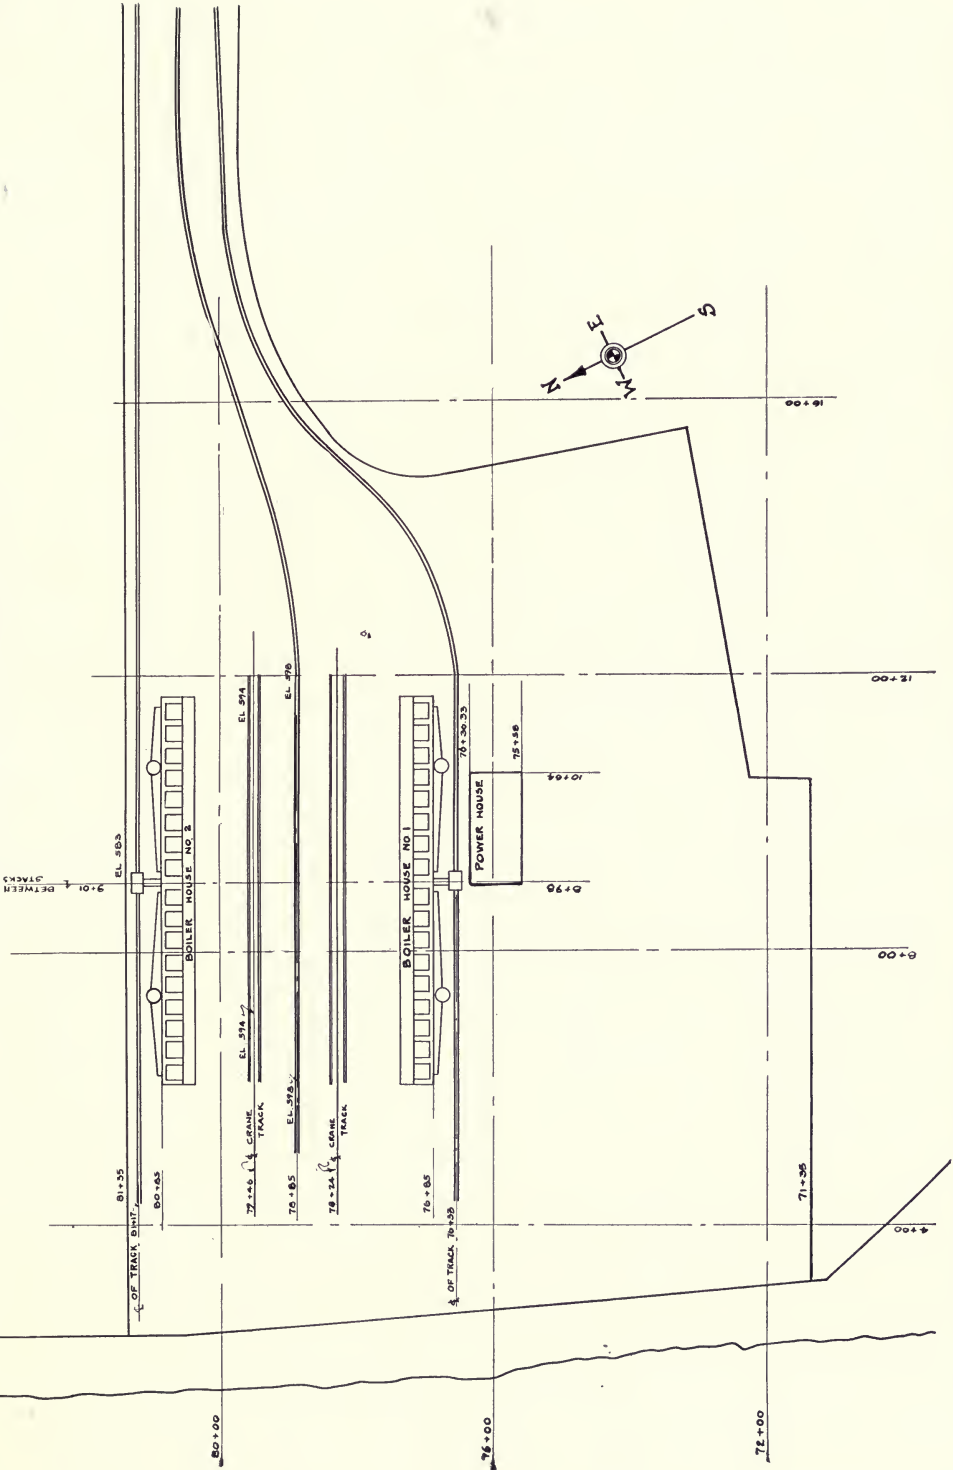 N
E
S
W
16+00
12+00
EL 594
EL 598
76+30.33
75+58
10+64
POWER HOUSE
BOILER HOUSE NO. 2
BOILER HOUSE NO 1
EL 583
℄ 9+01
BETWEEN
STACKS
8+98
8+00
EL 594
EL. 598
℄ CRANE
TRACK
℄ CRANE
TRACK
81+35
80+85
79+46
78+85
78+24
76+85
71+35
℄ OF TRACK 81+17
℄ OF TRACK 76+38
4+00
80+00
76+00
72+00